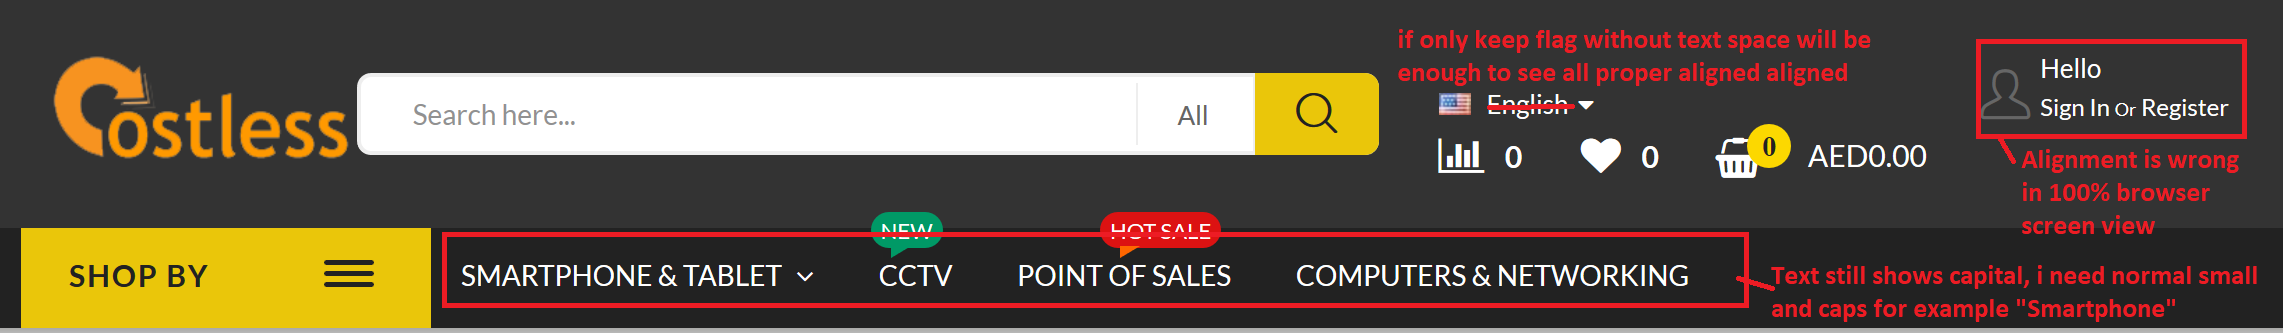 if only keep flag without text space will be
enough to see all proper aligned aligned
Costless
Search here...
All
English
0
0
0
AED0.00
Hello
Sign In Or Register
Alignment is wrong
in 100% browser
screen view
NEW
HOT SALE
SHOP BY
SMARTPHONE & TABLET
CCTV
POINT OF SALES
COMPUTERS & NETWORKING
Text still shows capital, i need normal small
and caps for example "Smartphone"